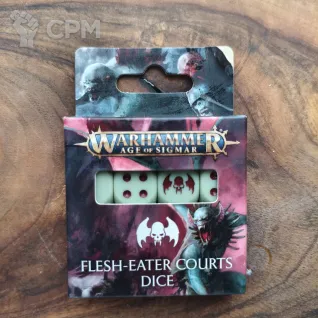 CPM
WARHAMMER
AGE OF SIGMAR
FLESH-EATER COURTS
DICE